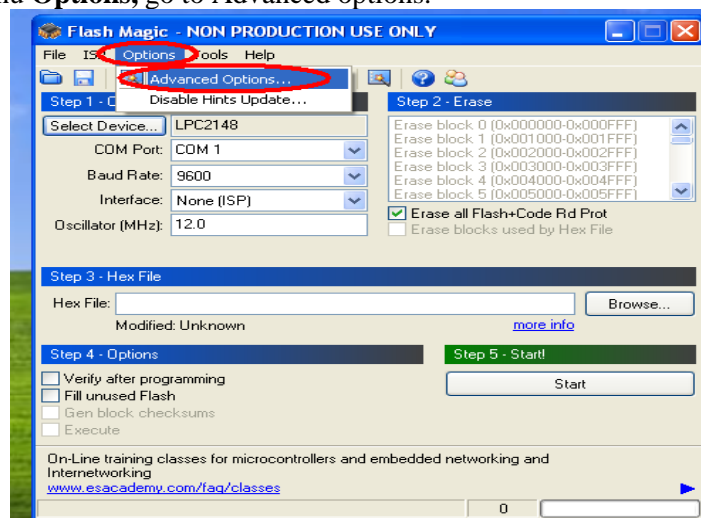 Options, go to Advanced options.
Flash Magic - NON PRODUCTION USE ONLY
File Options Tools Help
Advanced Options...
Disable Hints Update...
Step 2 - Erase
Select Device... LPC2148
COM Port: COM 1
Baud Rate: 9600
Interface: None (ISP)
Oscillator (MHz): 12.0
Erase block 0 (0x000000-0x000FFF)
Erase block 1 (0x001000-0x001FFF)
Erase block 2 (0x002000-0x002FFF)
Erase block 3 (0x003000-0x003FFF)
Erase block 4 (0x004000-0x004FFF)
Erase block 5 (0x005000-0x005FFF)
Erase all Flash+Code Rd Prot
Erase blocks used by Hex File
Step 3 - Hex File
Hex File: Browse...
Modified: Unknown more info
Step 4 - Options
Verify after programming
Fill unused Flash
Gen block checksums
Execute
Step 5 - Start!
Start
On-Line training classes for microcontrollers and embedded networking and
Internetworking
www.esacademy.com/faq/classes
0